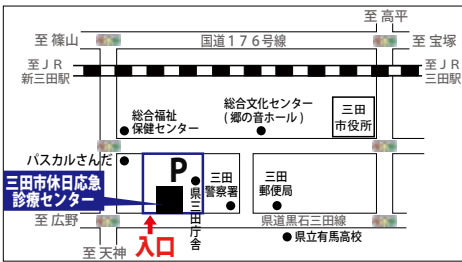 至 高平
至 篠山
国道176号線
至 宝塚
至JR
新三田駅
至JR
三田駅
総合福祉
保健センター
総合文化センター
(郷の音ホール)
三田
市役所
パスカルさんだ
P
三田市休日応急
診療センター
県三田庁舎
三田
警察署
三田
郵便局
至 広野
県道黒石三田線
入口
県立有馬高校
至 天神